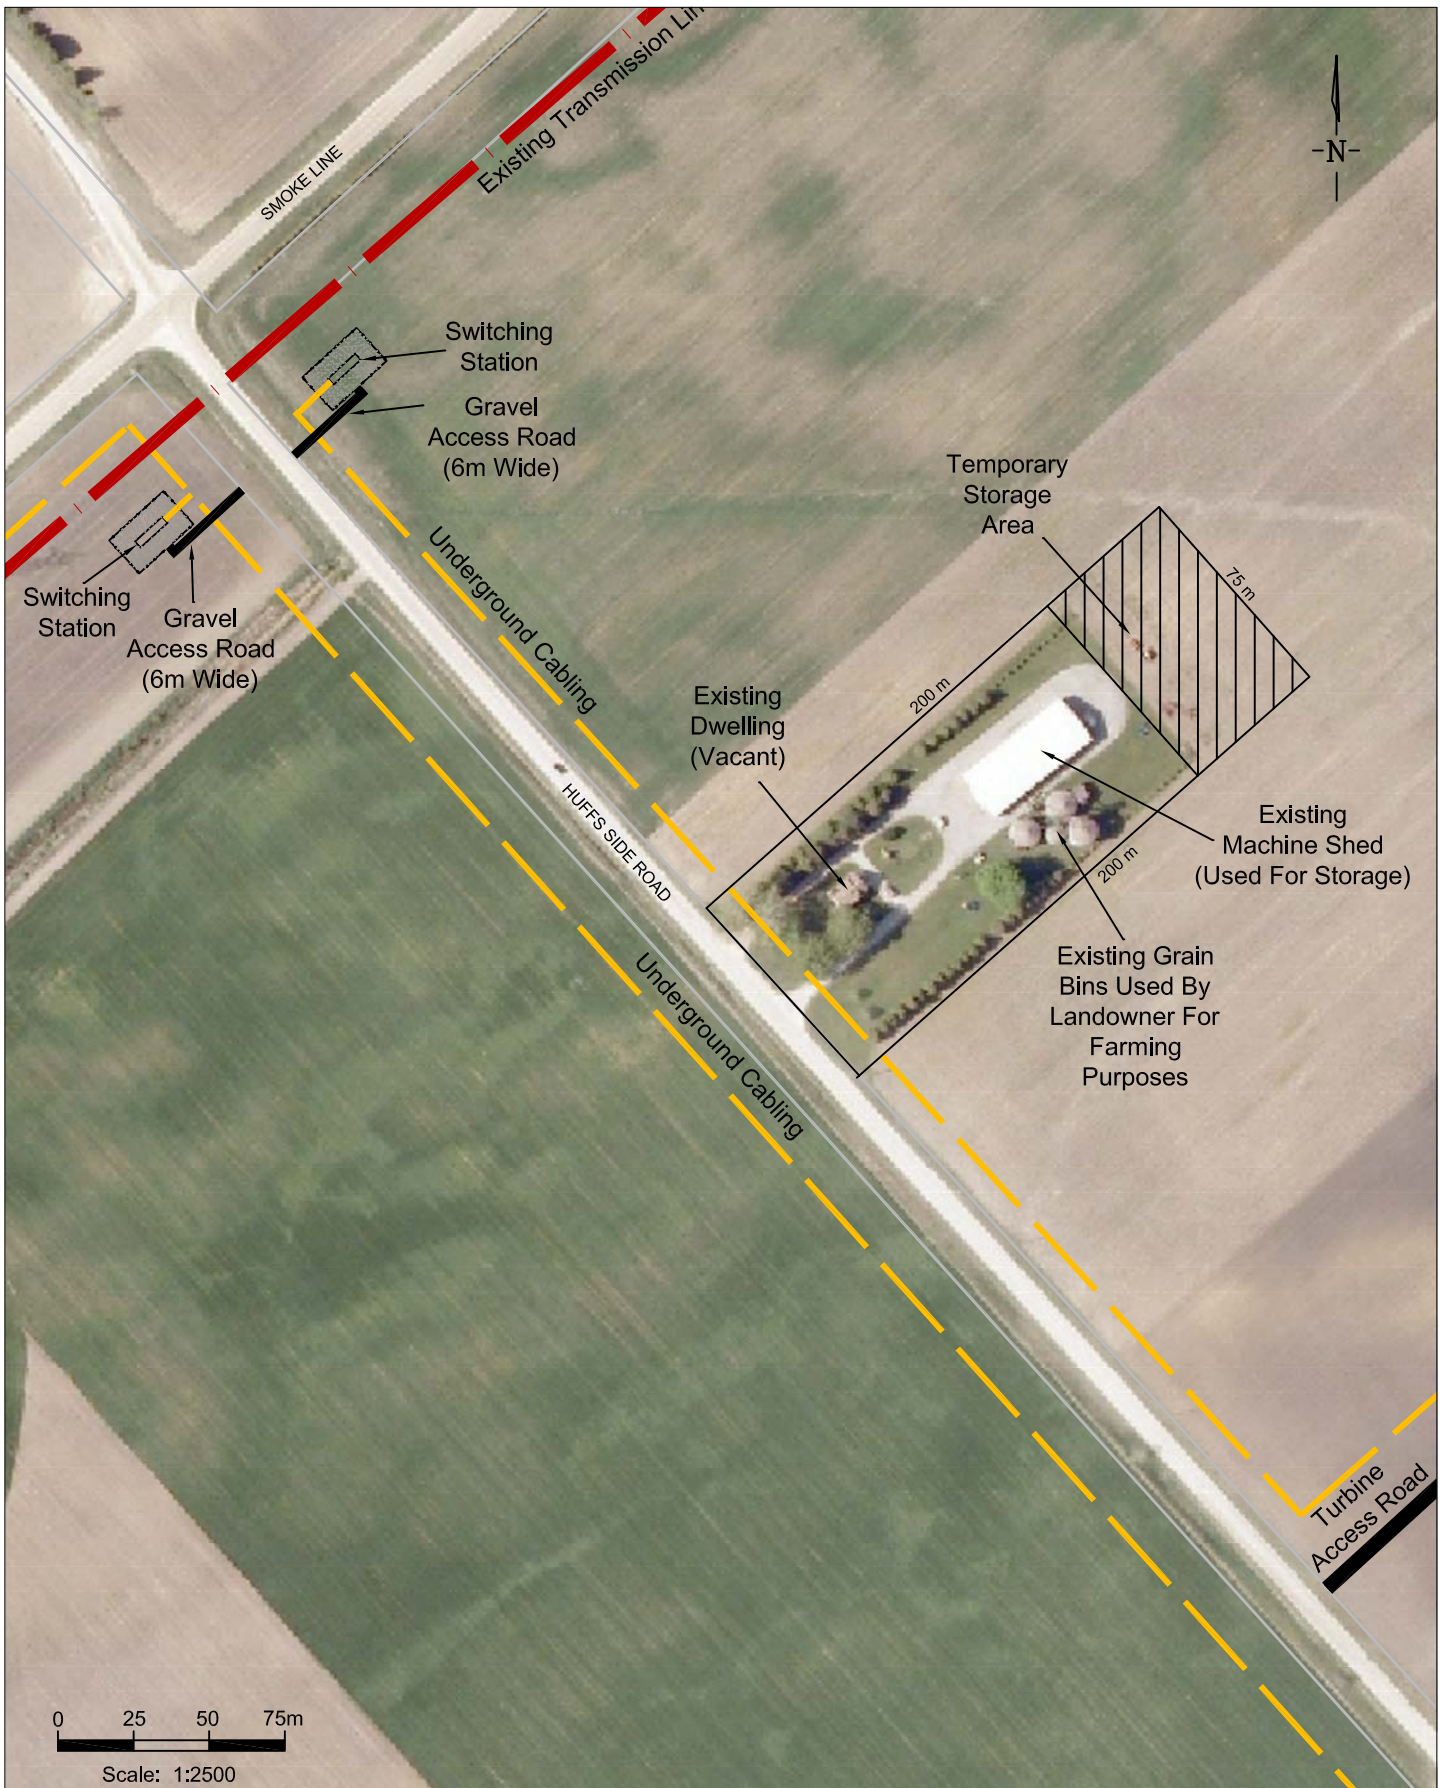 Existing Transmission Lin
SMOKE LINE
-N-
Switching
Station
Gravel
Access Road
(6m Wide)
Temporary
Storage
Area
75 m
Underground Cabling
Switching
Station
Gravel
Access Road
(6m Wide)
200 m
Existing
Dwelling
(Vacant)
HUFFS SIDE ROAD
Existing
Machine Shed
(Used For Storage)
200 m
Existing Grain
Bins Used By
Landowner For
Farming
Purposes
Underground Cabling
Turbine
Access Road
0 25 50 75m
Scale: 1:2500